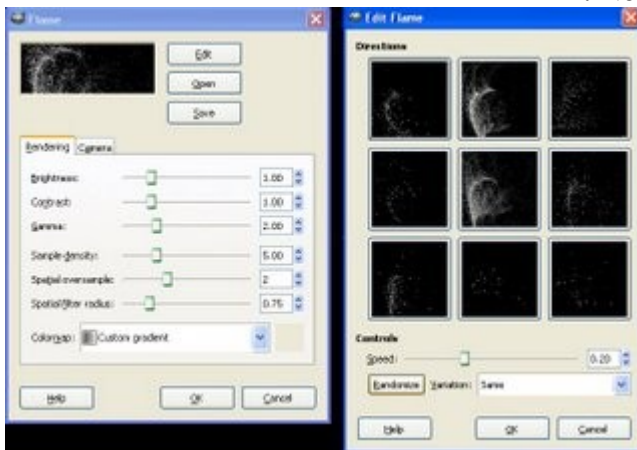 Flame
Edit
Open
Save
Rendering Camera
Brightness: 1.00
Contrast: 1.00
Gamma: 2.00
Sample density: 5.00
Spatial oversample: 2
Spatial filter radius: 0.75
Colormap: Custom gradient
Help OK Cancel
Edit Flame
Directions
Controls
Speed: 0.20
Randomize Variation: Same
Help OK Cancel